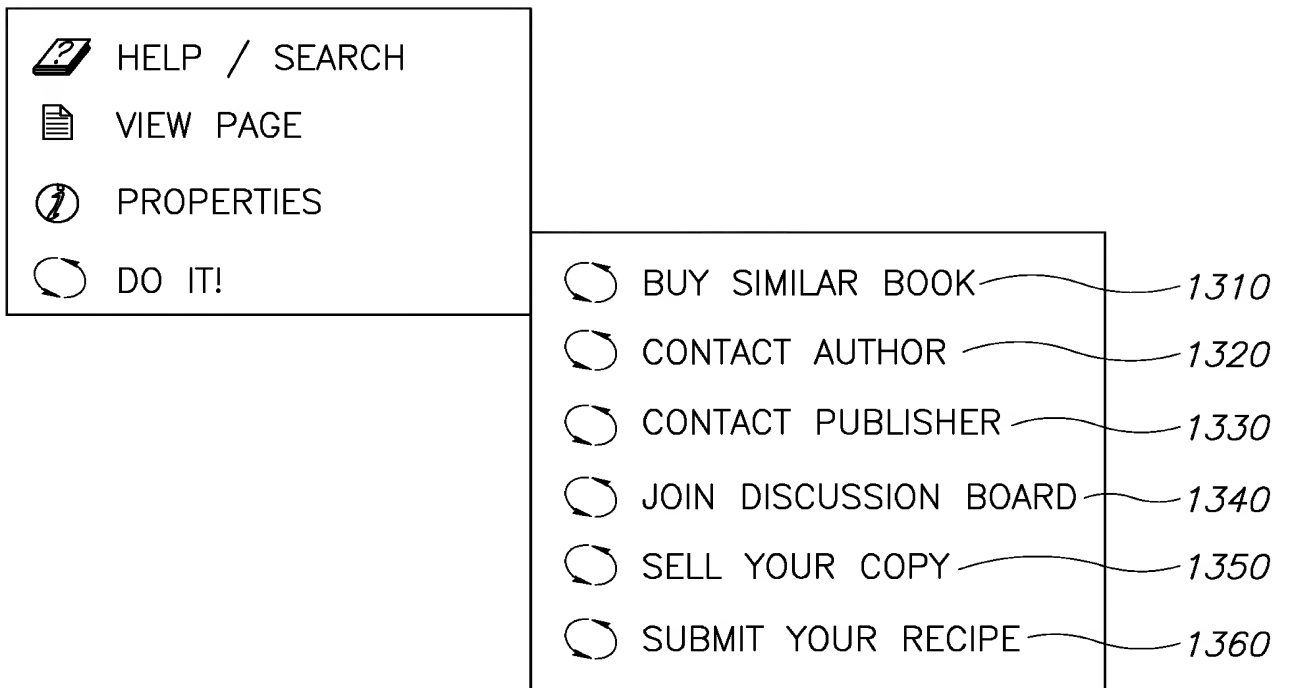 HELP / SEARCH
VIEW PAGE
PROPERTIES
DO IT!
BUY SIMILAR BOOK 1310
CONTACT AUTHOR 1320
CONTACT PUBLISHER 1330
JOIN DISCUSSION BOARD 1340
SELL YOUR COPY 1350
SUBMIT YOUR RECIPE 1360